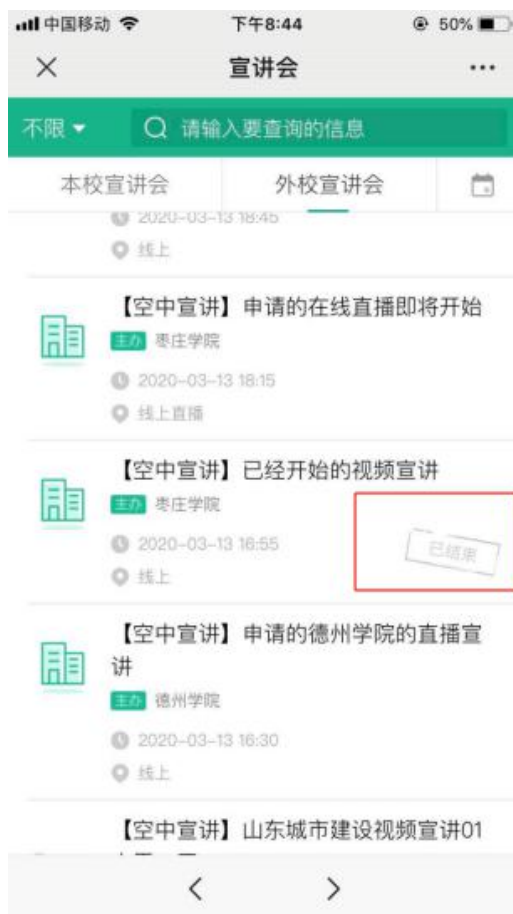 中国移动 下午8:44 50%
宣讲会
不限 请输入要查询的信息
本校宣讲会 外校宣讲会
2020-03-13 18:45
线上
【空中宣讲】申请的在线直播即将开始
主办 枣庄学院
2020-03-13 18:15
线上直播
【空中宣讲】已经开始的视频宣讲
主办 枣庄学院
2020-03-13 16:55
已结束
线上
【空中宣讲】申请的德州学院的直播宣
讲
主办 德州学院
2020-03-13 16:30
线上
【空中宣讲】山东城市建设视频宣讲01